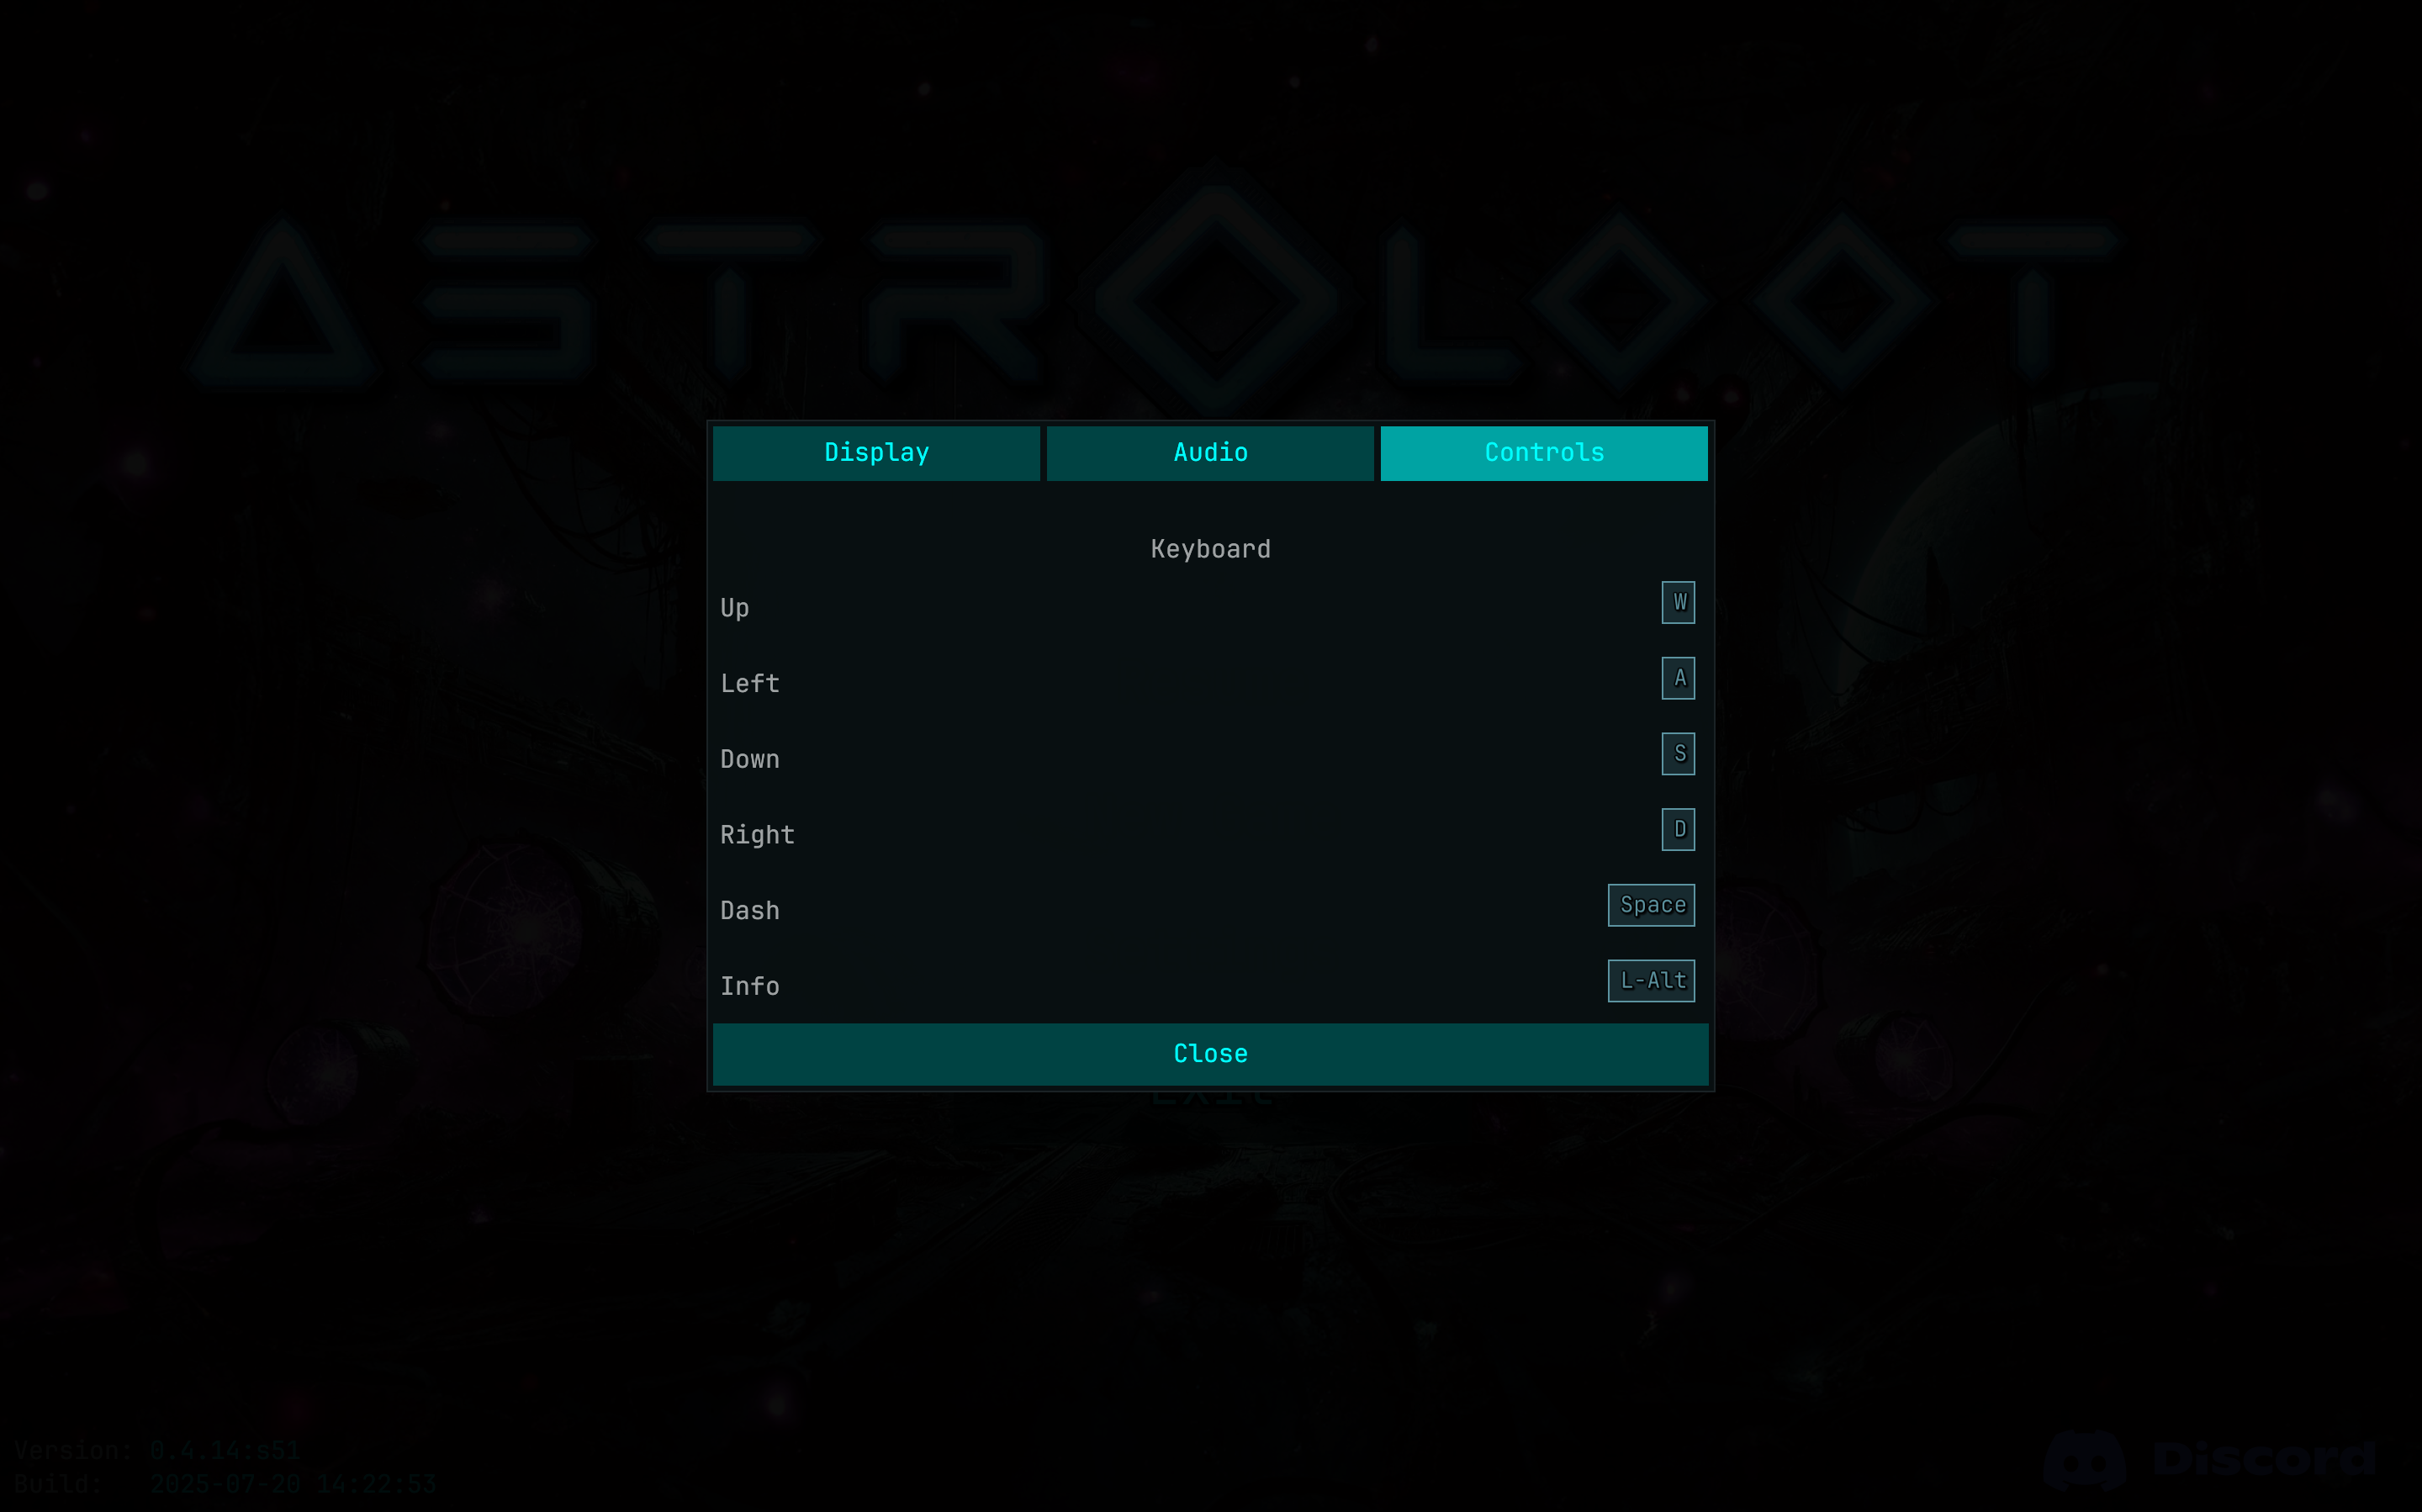 ASTROLOOT
Display Audio Controls
Keyboard
Up W
Left A
Down S
Right D
Dash Space
Info L-Alt
Close
Exit
Version: 0.4.14:s51
Build: 2025-07-20 14:22:53
Discord